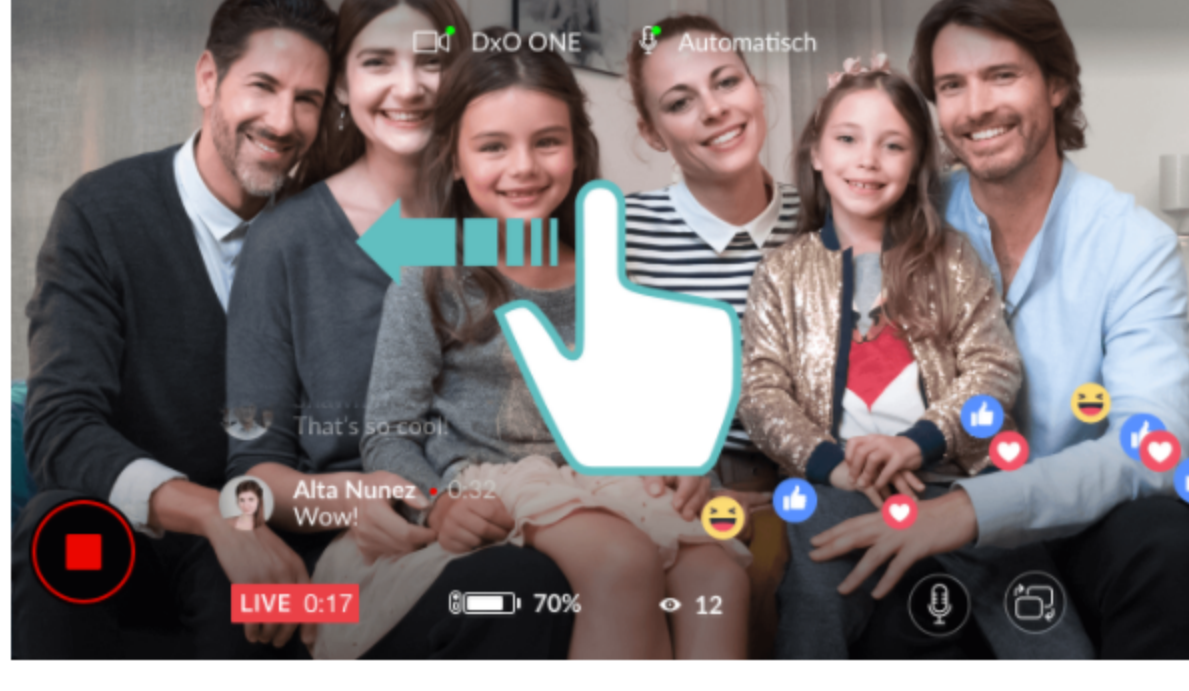 DxO ONE
Automatisch
That's so cool!
Alta Nunez • 0:32
Wow!
LIVE 0:17
70%
12